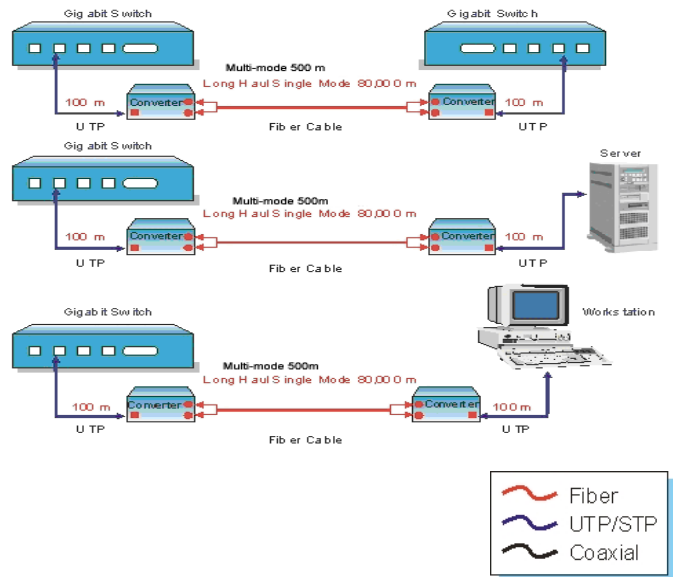 Gigabit Switch
Gigabit Switch
Multi-mode 500 m
Long Haul Single Mode 80,000 m
100 m
Converter
Converter
100 m
UTP
Fiber Cable
UTP
Gigabit Switch
Server
Multi-mode 500m
Long Haul Single Mode 80,000 m
100 m
Converter
Converter
100 m
UTP
Fiber Cable
UTP
Gigabit Switch
Workstation
Multi-mode 500m
Long Haul Single Mode 80,000 m
100 m
Converter
Converter
100 m
UTP
Fiber Cable
UTP
Fiber
UTP/STP
Coaxial